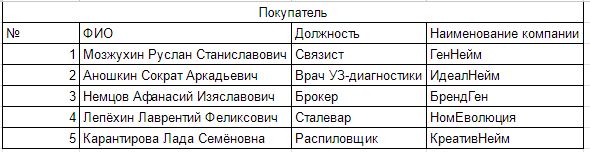 Покупатель
№ ФИО Должность Наименование компании
1 Мозжухин Руслан Станиславович Связист ГенНейм
2 Аношкин Сократ Аркадьевич Врач УЗ-диагностики ИдеалНейм
3 Немцов Афанасий Изяславович Брокер БрендГен
4 Лепёхин Лаврентий Феликсович Сталевар НомЕволюция
5 Карантирова Лада Семёновна Распиловщик КреативНейм